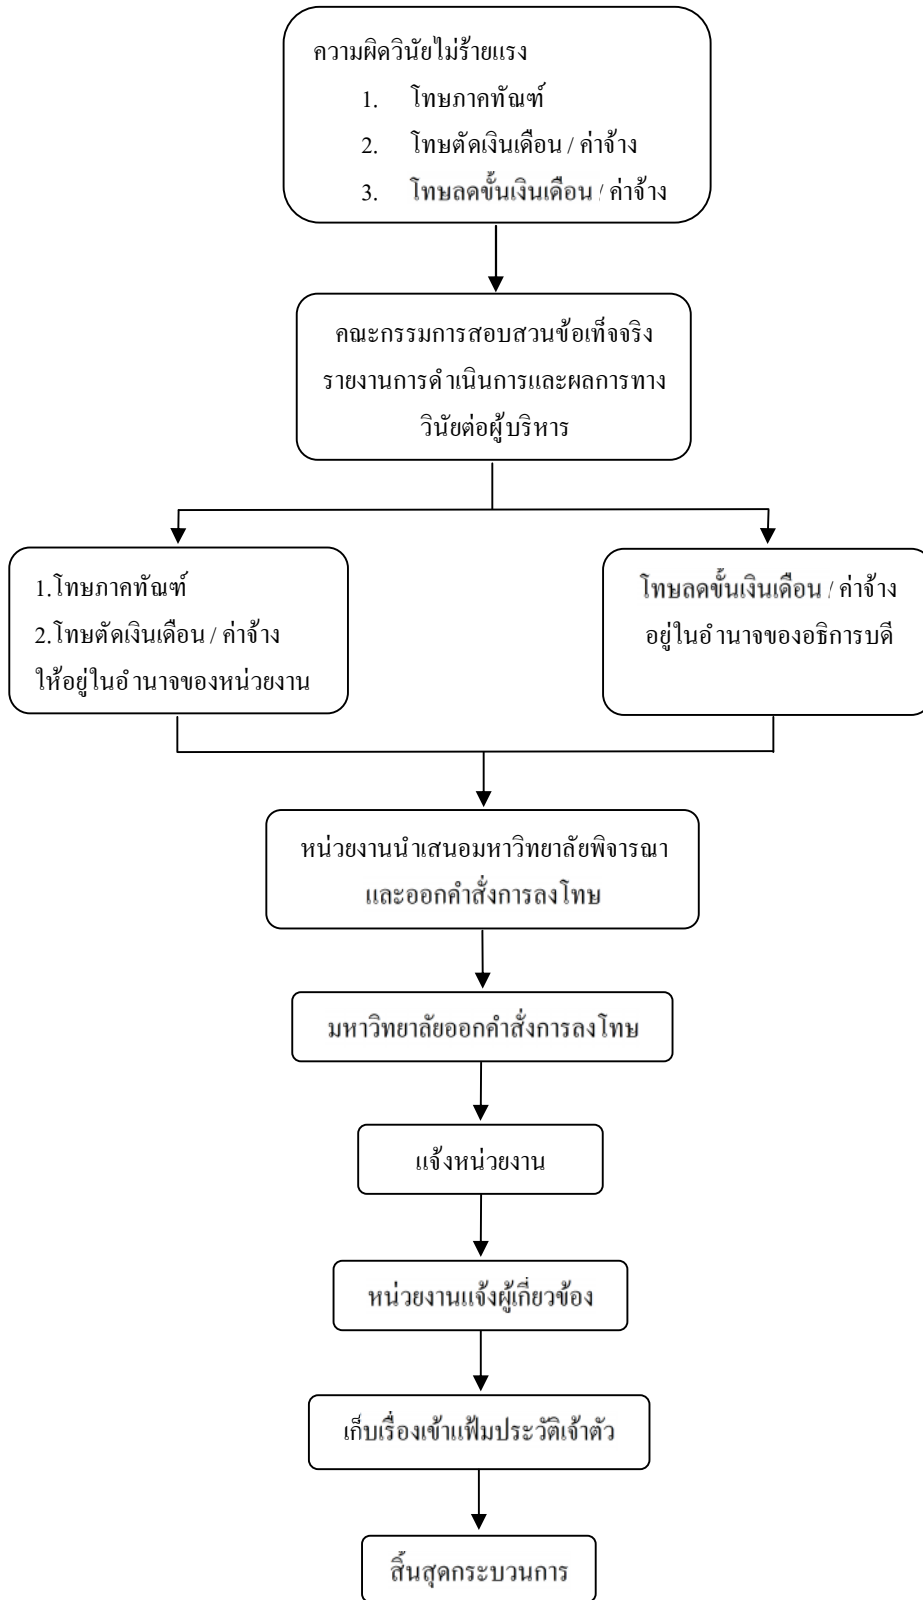 ความผิดวินัยไม่ร้ายแรง
1. โทษภาคทัณฑ์
2. โทษตัดเงินเดือน / ค่าจ้าง
3. โทษลดขั้นเงินเดือน / ค่าจ้าง
คณะกรรมการสอบสวนข้อเท็จจริง
รายงานการดำเนินการและผลการทาง
วินัยต่อผู้บริหาร
1.โทษภาคทัณฑ์
2.โทษตัดเงินเดือน / ค่าจ้าง
ให้อยู่ในอำนาจของหน่วยงาน
โทษลดขั้นเงินเดือน / ค่าจ้าง
อยู่ในอำนาจของอธิการบดี
หน่วยงานนำเสนอมหาวิทยาลัยพิจารณา
และออกคำสั่งการลงโทษ
มหาวิทยาลัยออกคำสั่งการลงโทษ
แจ้งหน่วยงาน
หน่วยงานแจ้งผู้เกี่ยวข้อง
เก็บเรื่องเข้าแฟ้มประวัติเจ้าตัว
สิ้นสุดกระบวนการ